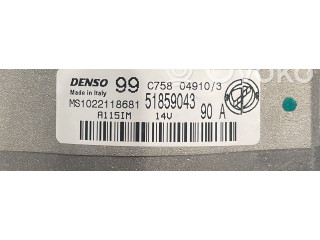 DENSO 99 C758 04910/3
Made in Italy
MS1022118681 51859043
A115IM 14V 90 A